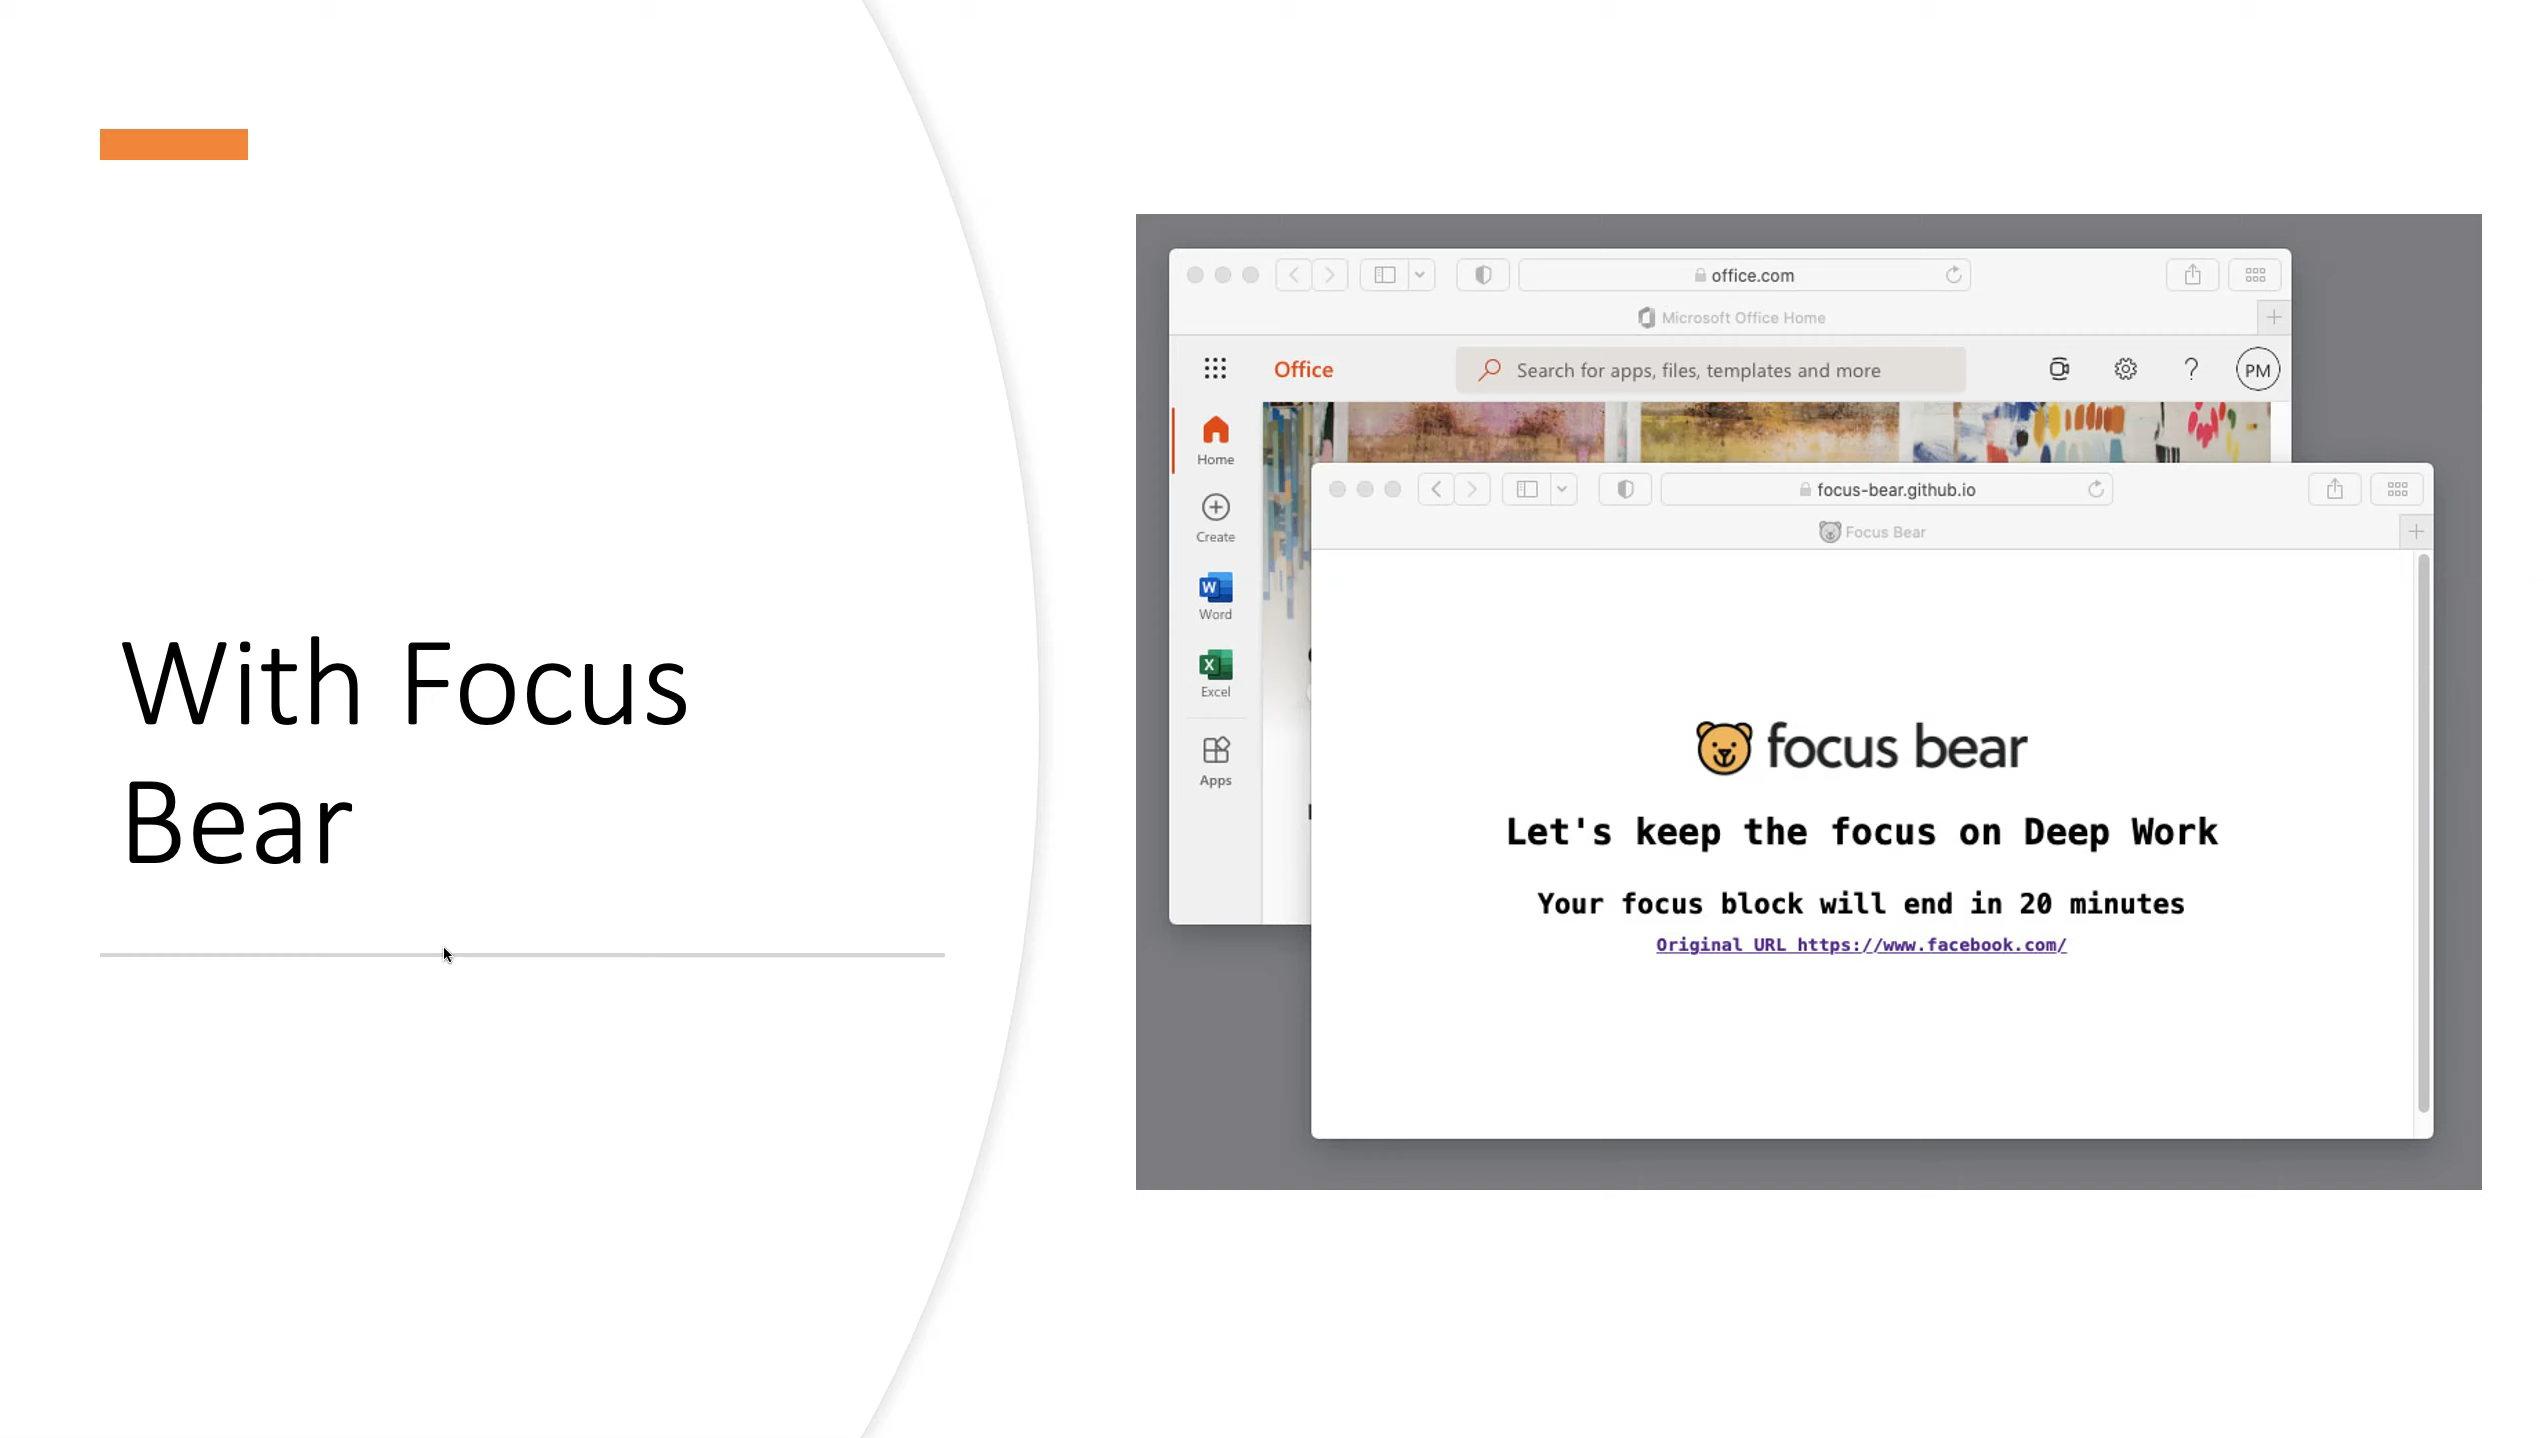 With Focus
Bear
office.com
Microsoft Office Home
Office
Search for apps, files, templates and more
?
PM
Home
Create
W
Word
X
Excel
Apps
focus-bear.github.io
Focus Bear
focus bear
Let's keep the focus on Deep Work
Your focus block will end in 20 minutes
Original URL https://www.facebook.com/